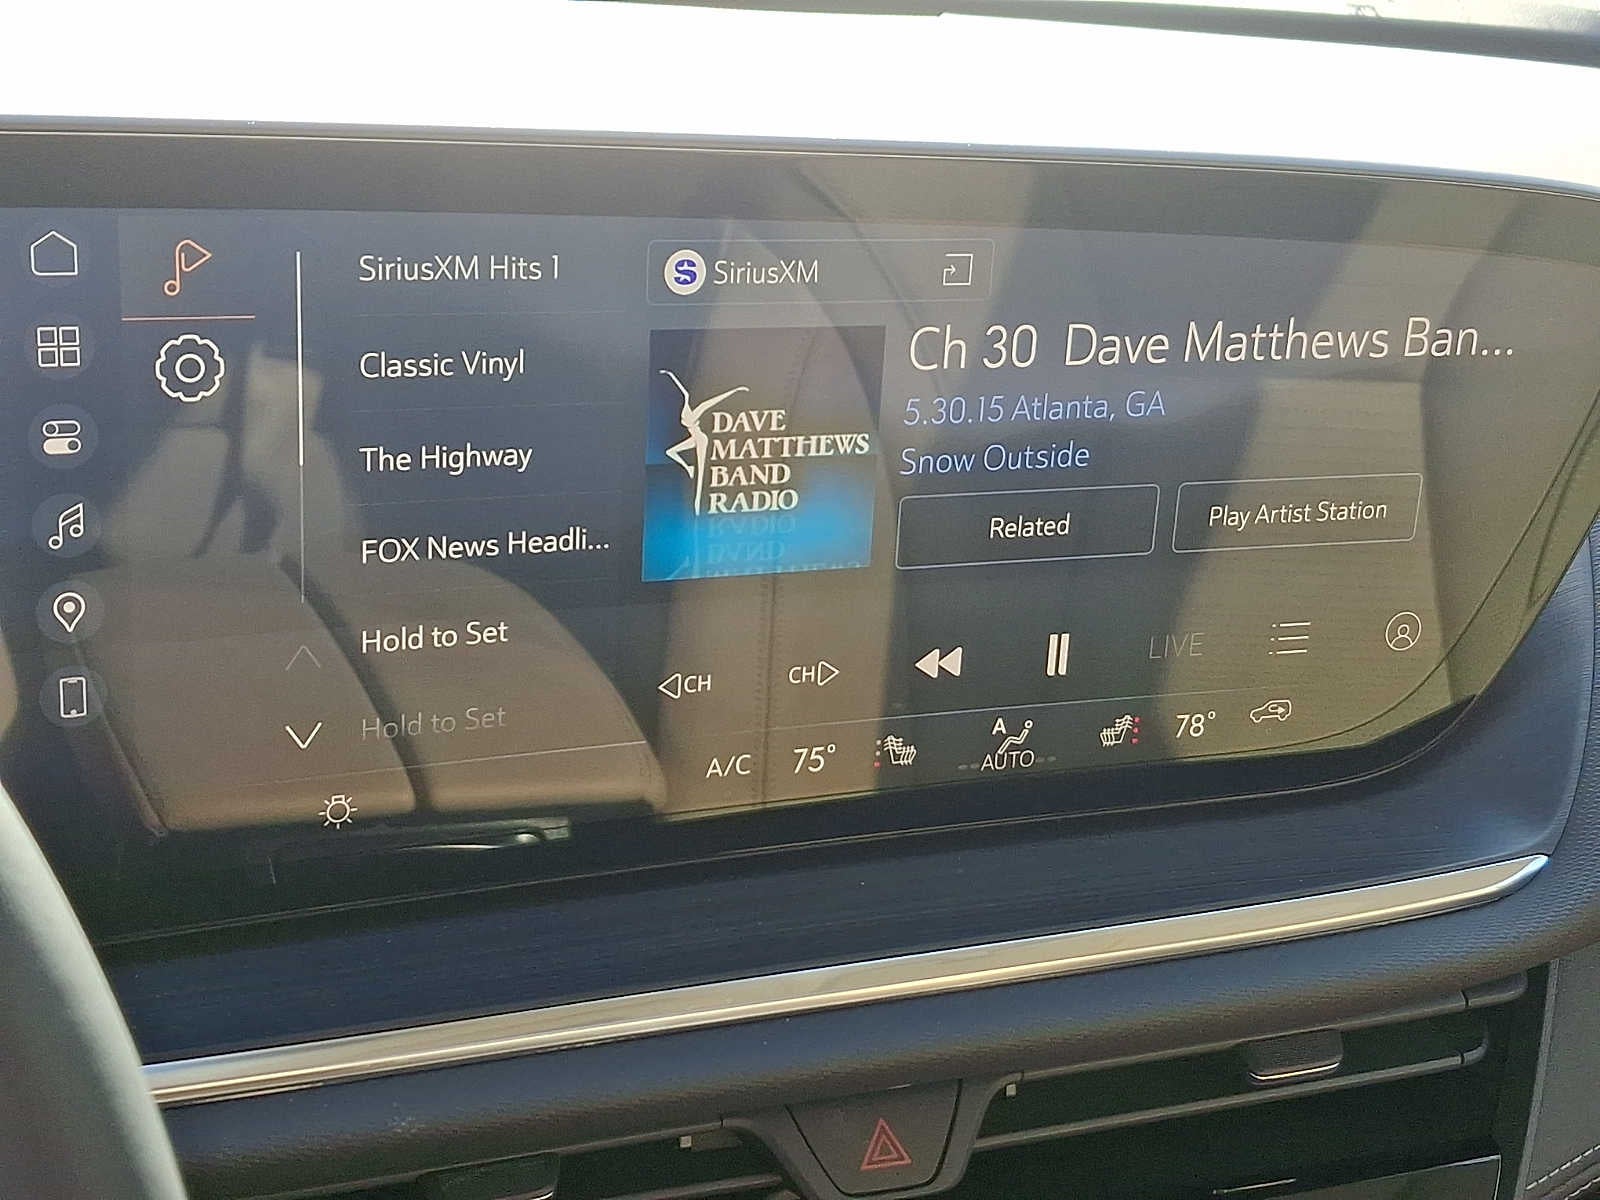 SiriusXM Hits 1
Classic Vinyl
The Highway
FOX News Headli...
Hold to Set
Hold to Set
SiriusXM
DAVE
MATTHEWS
BAND
RADIO
Ch 30 Dave Matthews Ban...
5.30.15 Atlanta, GA
Snow Outside
Related
Play Artist Station
CH
CH
LIVE
A/C
75°
A
AUTO
78°